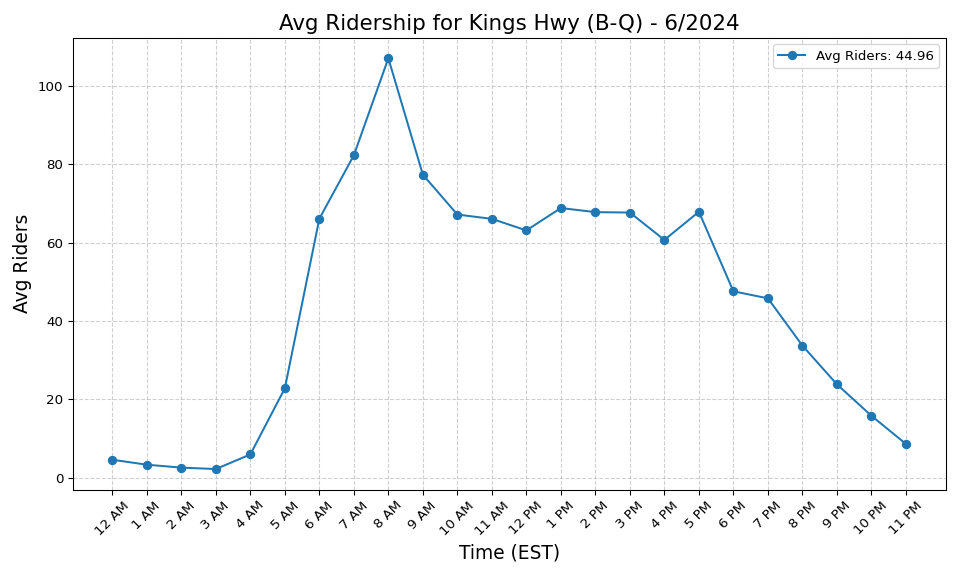 Avg Ridership for Kings Hwy (B-Q) - 6/2024
Avg Riders: 44.96
Avg Riders
100
80
60
40
20
0
12 AM
1 AM
2 AM
3 AM
4 AM
5 AM
6 AM
7 AM
8 AM
9 AM
10 AM
11 AM
12 PM
1 PM
2 PM
3 PM
4 PM
5 PM
6 PM
7 PM
8 PM
9 PM
10 PM
11 PM
Time (EST)